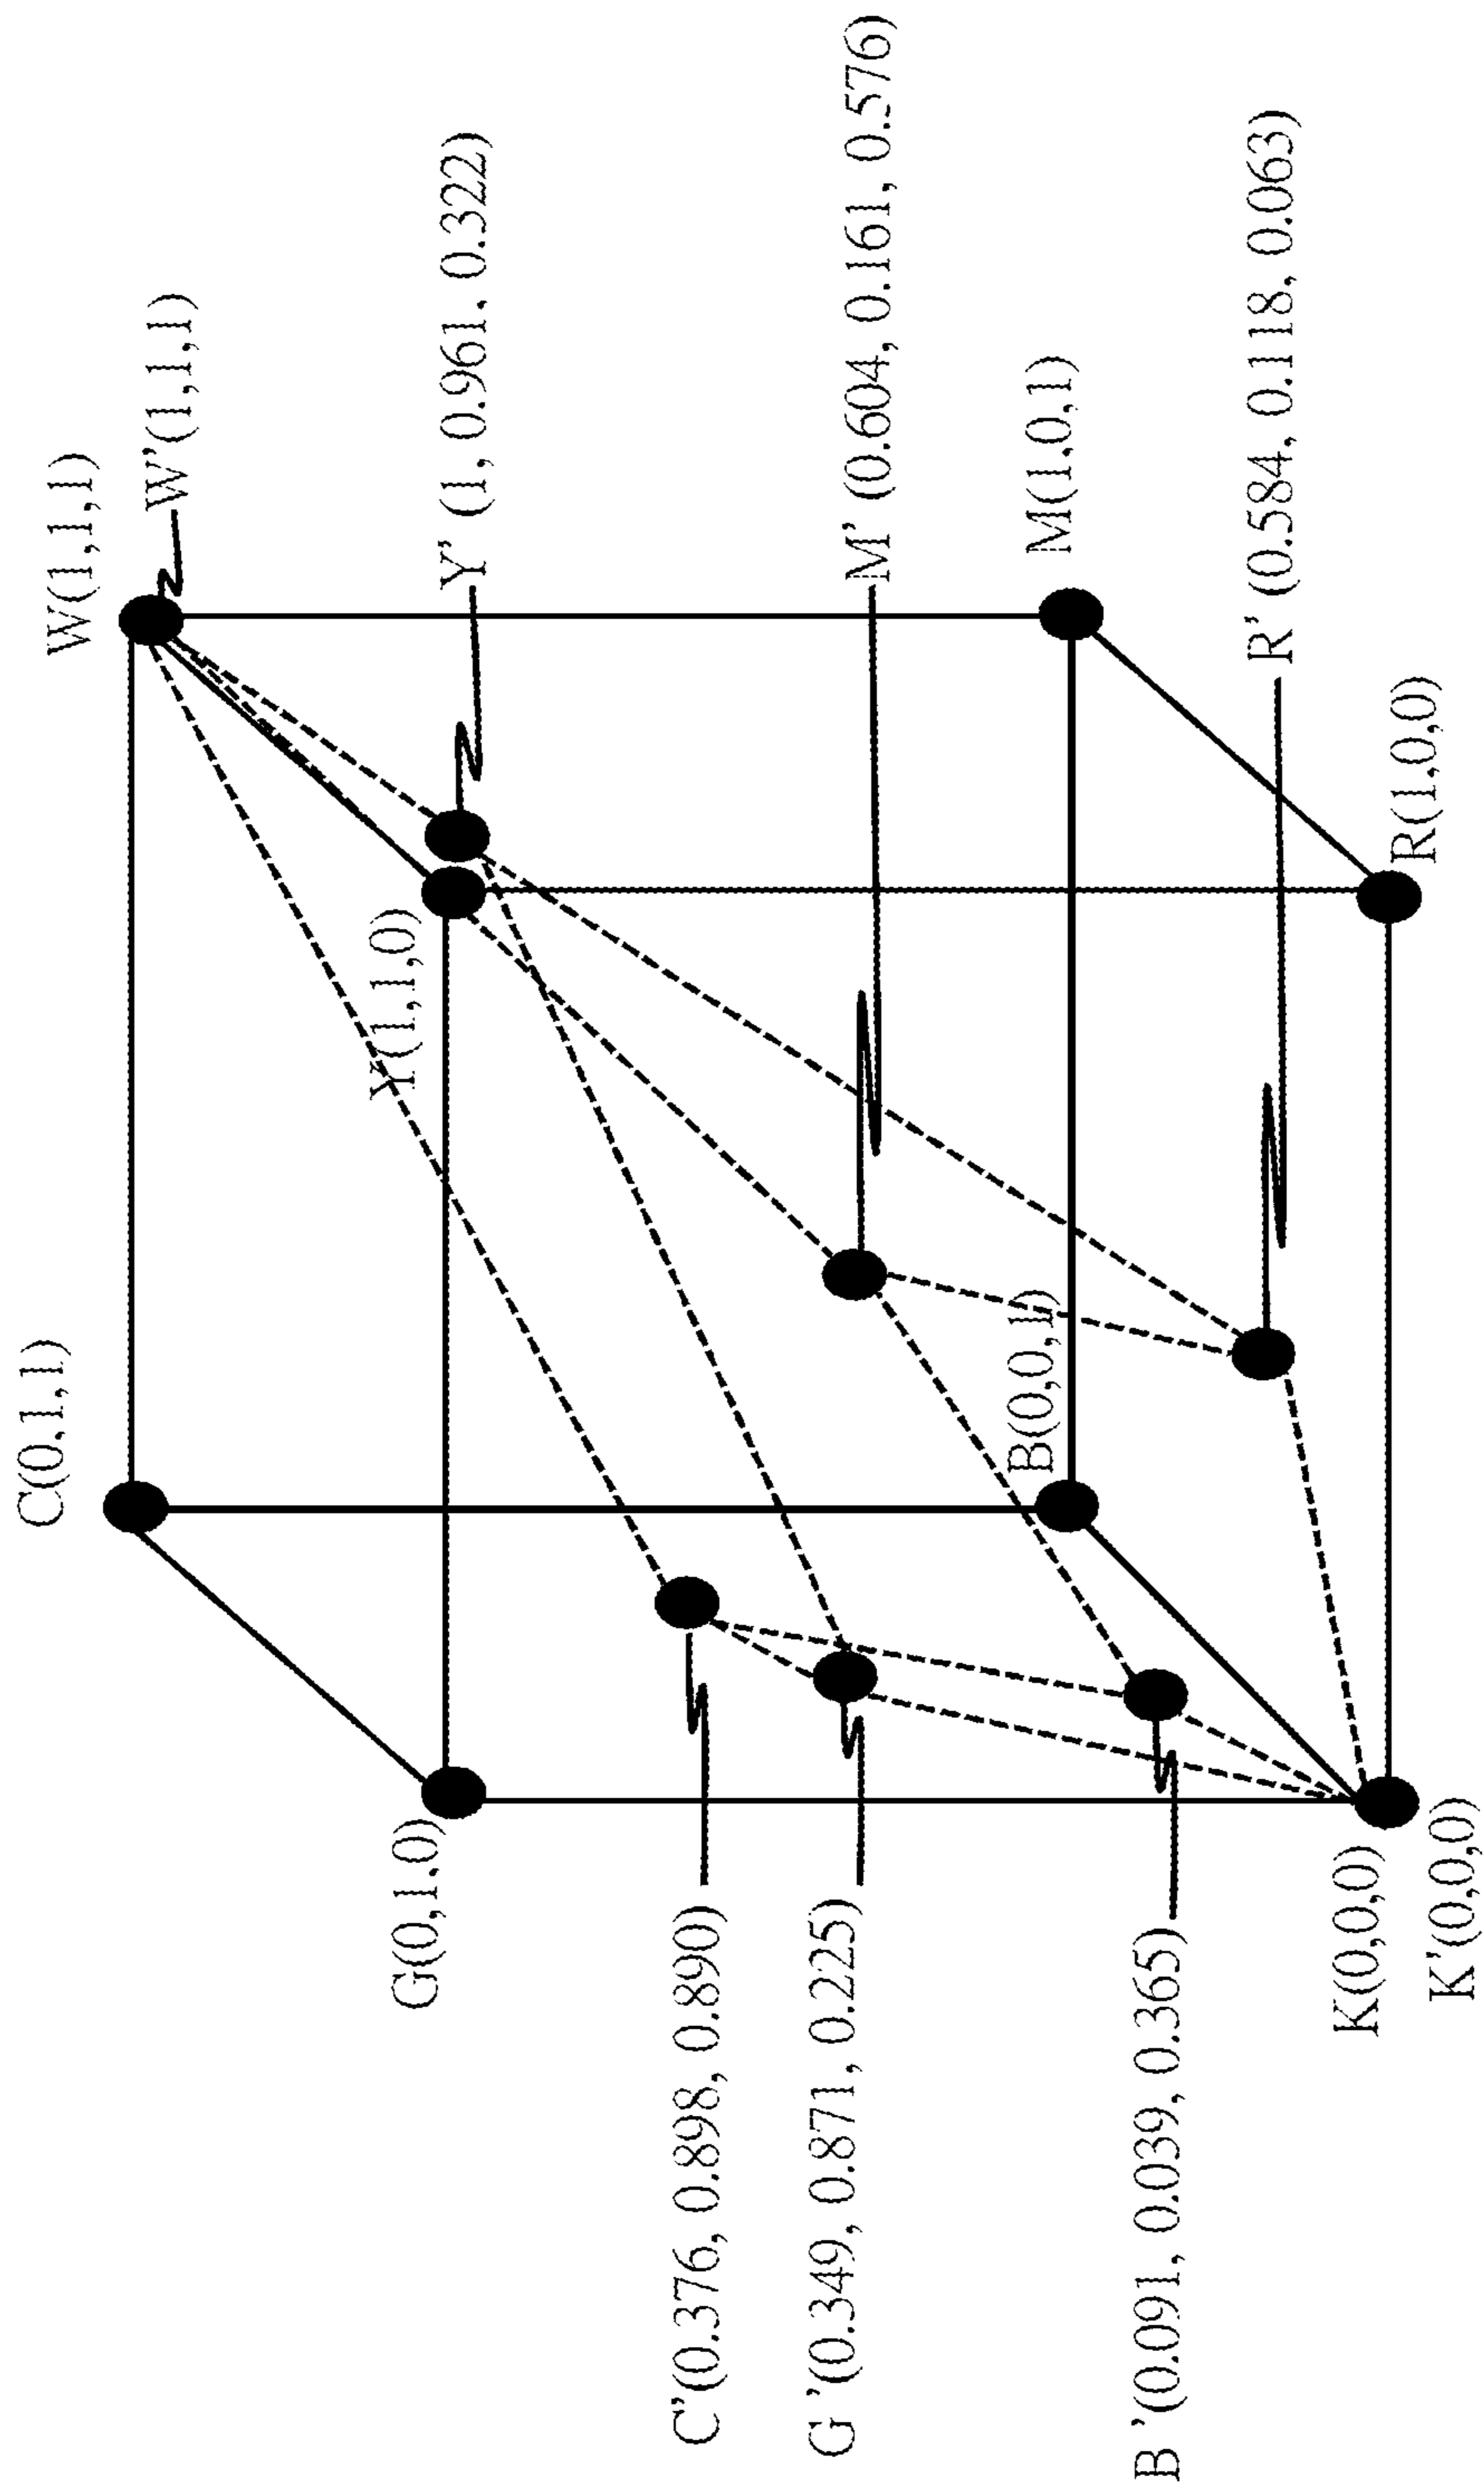 C(0,1,1)
W(1,1,1)
W'(1,1,1)
G(0,1,0)
Y(1,1,0)
Y' (1, 0.961, 0.322)
C'(0.376, 0.898, 0.890)
G '(0.349, 0.871, 0.225)
M' (0.604, 0.161, 0.576)
B(0,0,1)
M(1,0,1)
B '(0.091, 0.039, 0.365)
R' (0.584, 0.118, 0.063)
K(0,0,0)
K'(0,0,0)
R(1,0,0)